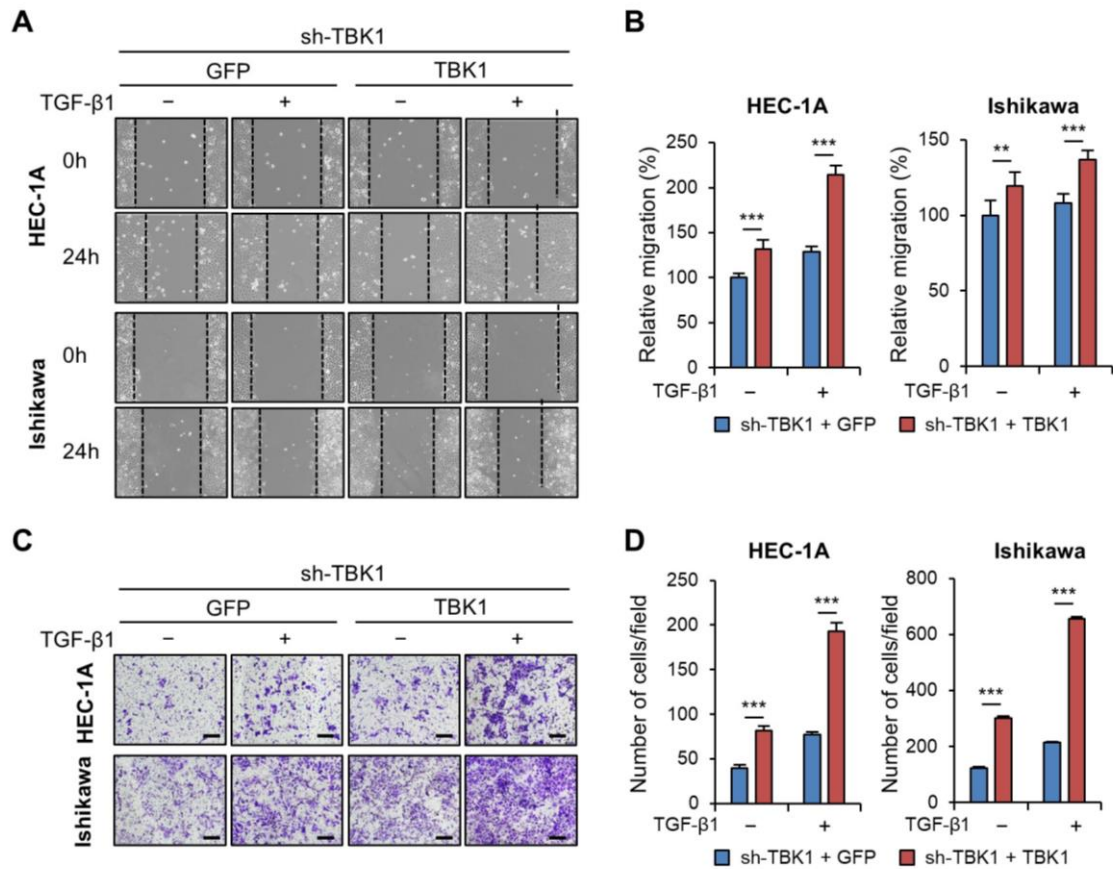 A
sh-TBK1
GFP TBK1
TGF-β1 – + – +
HEC-1A
0h
24h
Ishikawa
0h
24h
B
HEC-1A
Relative migration (%)
250
200
150
100
50
0
***
***
TGF-β1 – +
Ishikawa
Relative migration (%)
150
100
50
0
**
***
TGF-β1 – +
sh-TBK1 + GFP sh-TBK1 + TBK1
C
sh-TBK1
GFP TBK1
TGF-β1 – + – +
HEC-1A
Ishikawa
D
HEC-1A
Number of cells/field
250
200
150
100
50
0
***
***
TGF-β1 – +
Ishikawa
Number of cells/field
800
600
400
200
0
***
***
TGF-β1 – +
sh-TBK1 + GFP sh-TBK1 + TBK1